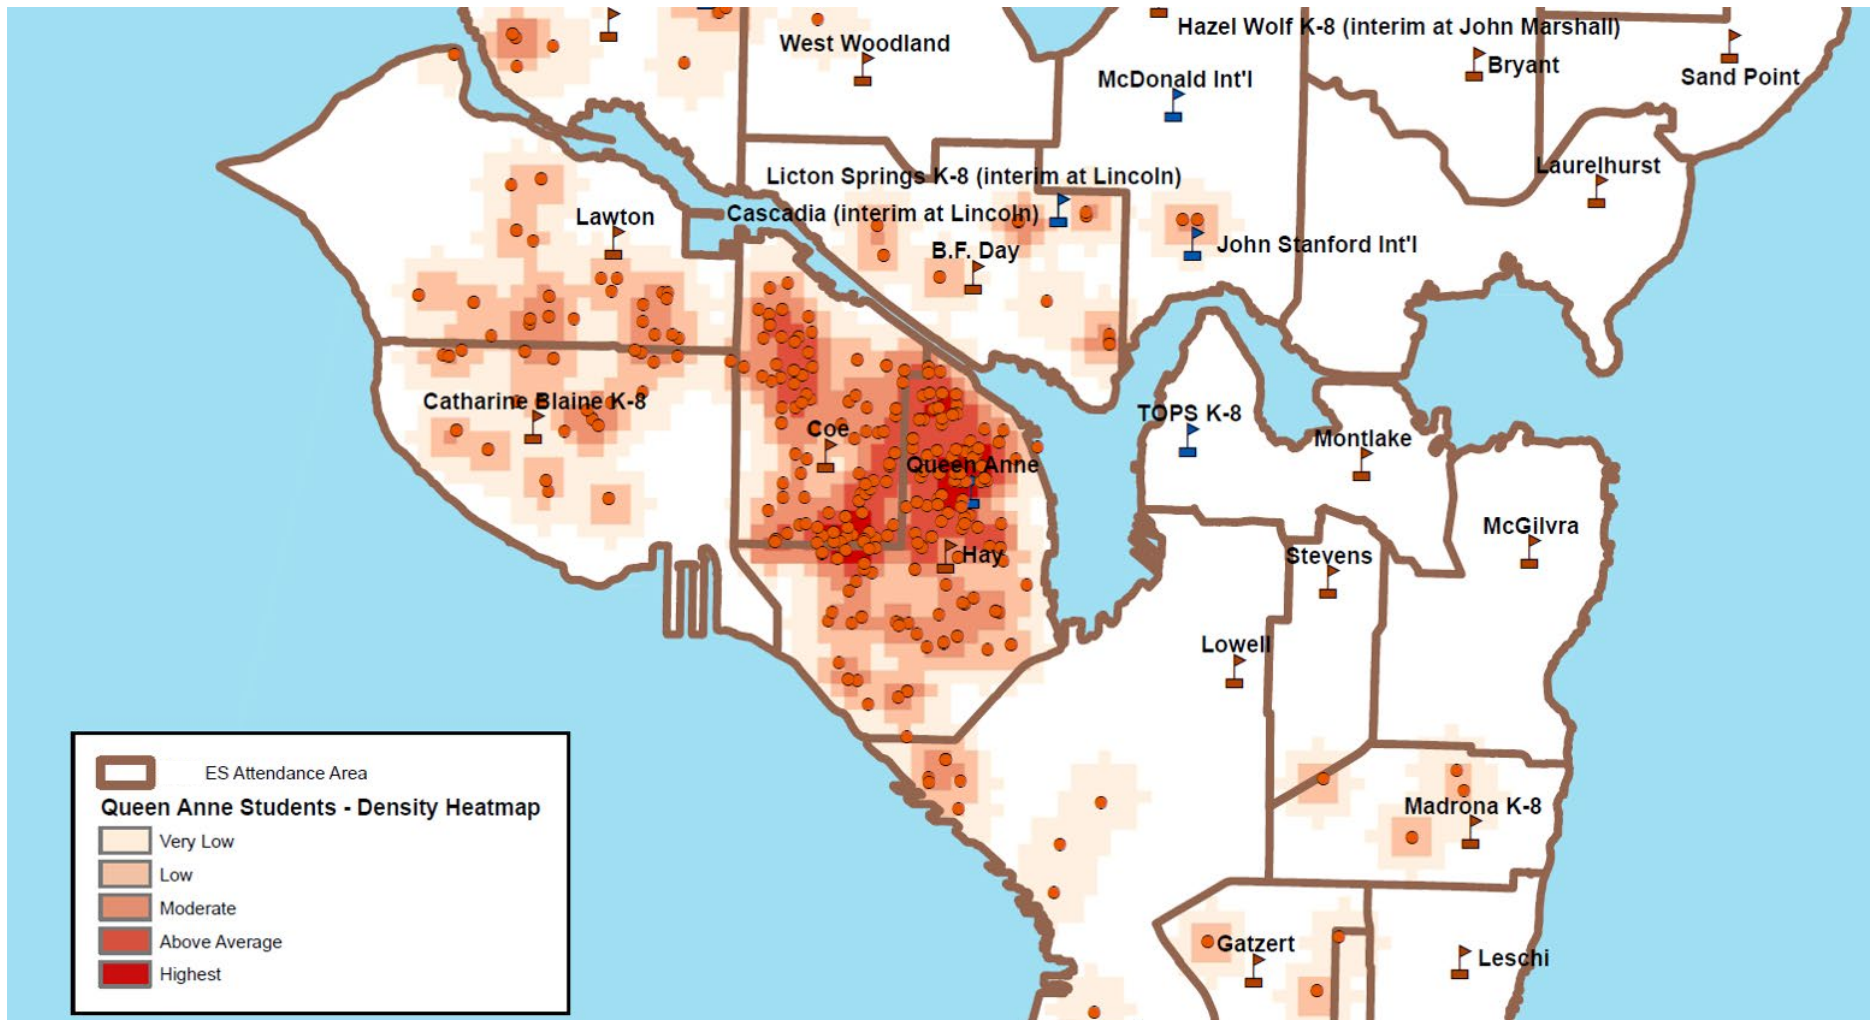 Hazel Wolf K-8 (interim at John Marshall)
West Woodland
Bryant
Sand Point
McDonald Int'l
Laurelhurst
Licton Springs K-8 (interim at Lincoln)
Lawton
Cascadia (interim at Lincoln)
B.F. Day
John Stanford Int'l
Catharine Blaine K-8
TOPS K-8
Coe
Montlake
Queen Anne
McGilvra
Hay
Stevens
Lowell
ES Attendance Area
Queen Anne Students - Density Heatmap
Very Low
Low
Moderate
Above Average
Highest
Madrona K-8
Gatzert
Leschi